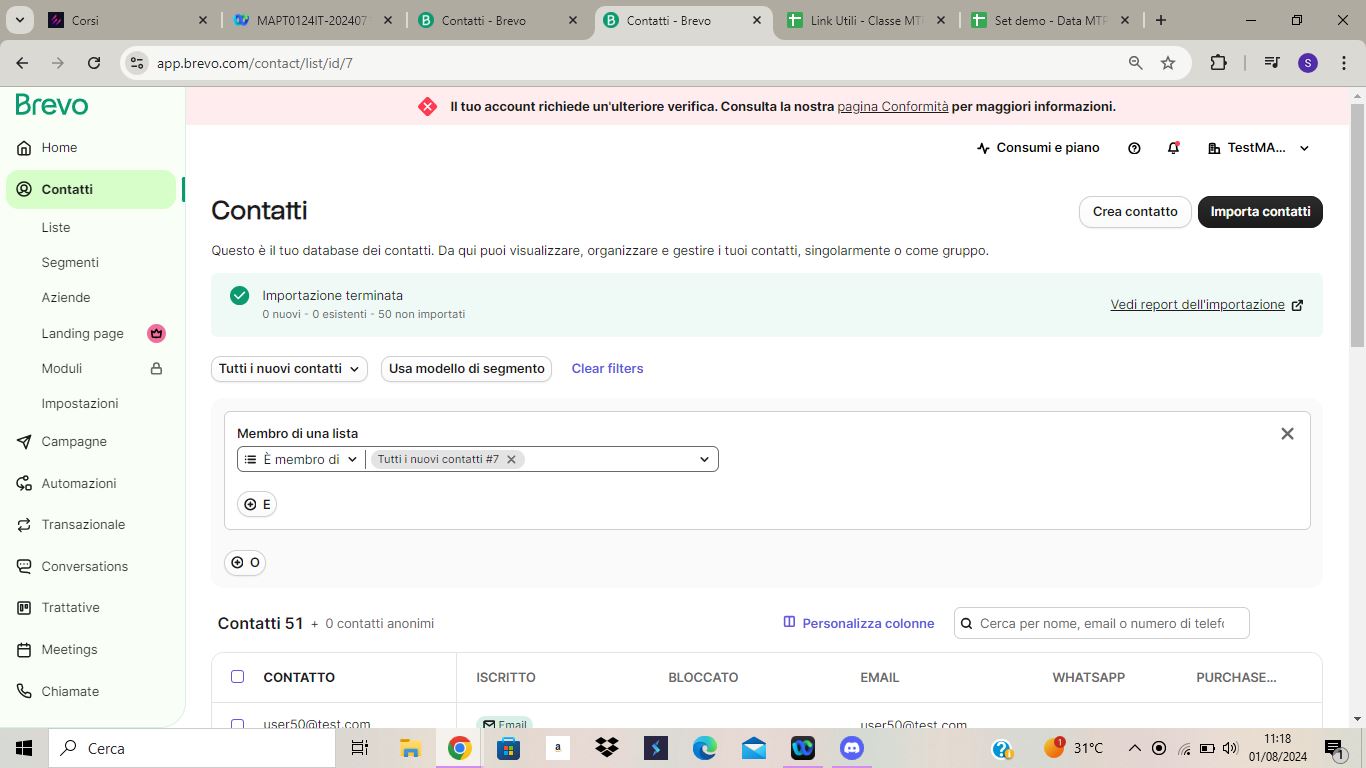 Corsi
MAPT0124IT-202407
Contatti - Brevo
Contatti - Brevo
Link Utili - Classe MT
Set demo - Data MTP
app.brevo.com/contact/list/id/7
S
Brevo
Il tuo account richiede un'ulteriore verifica. Consulta la nostra pagina Conformità per maggiori informazioni.
Home
Consumi e piano
TestMA...
Contatti
Contatti
Crea contatto
Importa contatti
Liste
Questo è il tuo database dei contatti. Da qui puoi visualizzare, organizzare e gestire i tuoi contatti, singolarmente o come gruppo.
Segmenti
Aziende
Importazione terminata
0 nuovi - 0 esistenti - 50 non importati
Vedi report dell'importazione
Landing page
Moduli
Tutti i nuovi contatti
Usa modello di segmento
Clear filters
Impostazioni
Campagne
Membro di una lista
È membro di
Tutti i nuovi contatti #7
Automazioni
E
Transazionale
Conversations
O
Trattative
Contatti 51 + 0 contatti anonimi
Personalizza colonne
Cerca per nome, email o numero di telef
Meetings
CONTATTO
ISCRITTO
BLOCCATO
EMAIL
WHATSAPP
PURCHASE...
Chiamate
user50@test.com
Email
user50@test.com
Cerca
a
1
31°C
11:18
01/08/2024
1